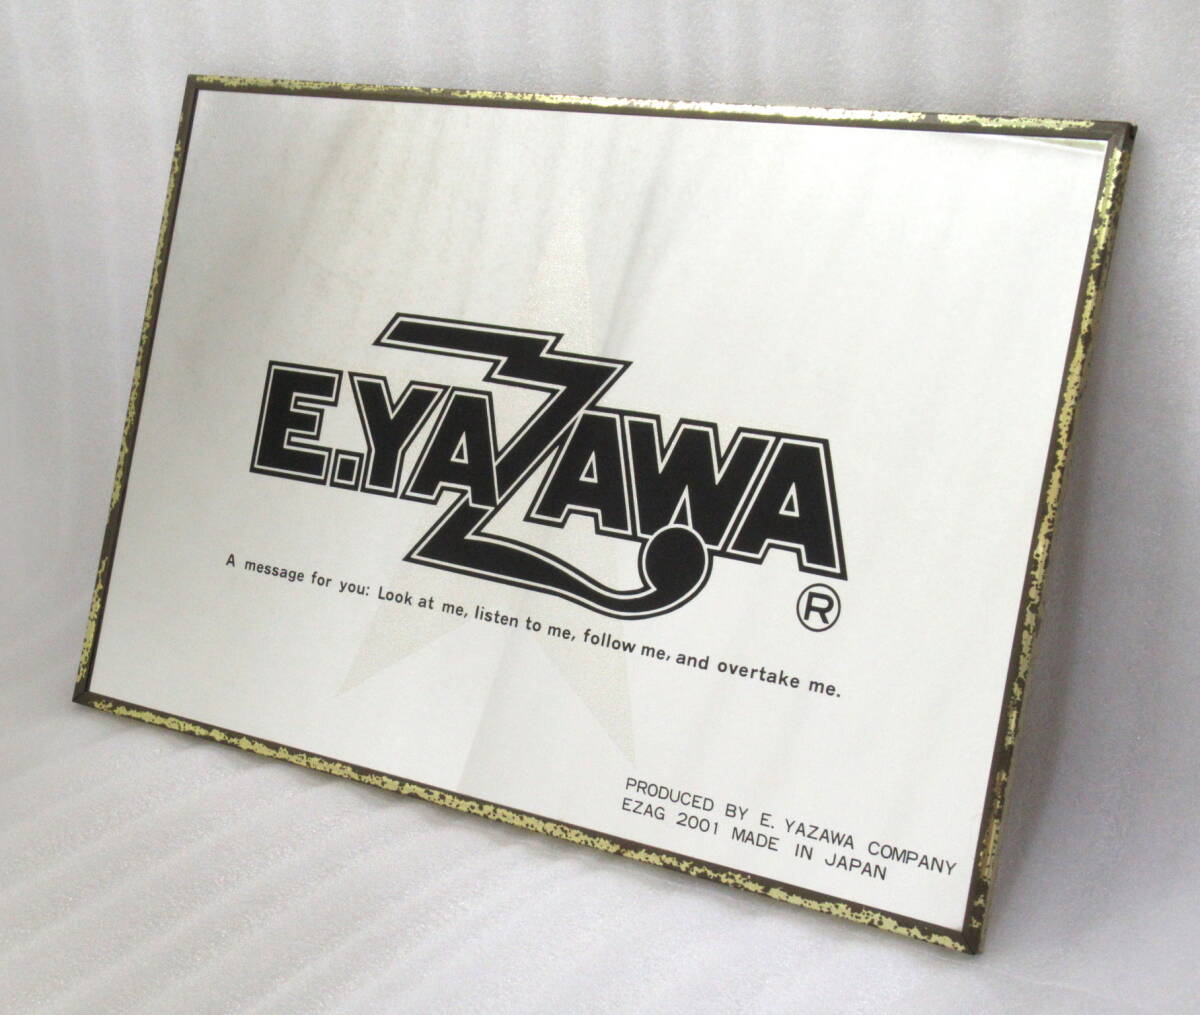 E.YAZAWA
®
A message for you: Look at me, listen to me, follow me, and overtake me.
PRODUCED BY E. YAZAWA COMPANY
EZAG 2001 MADE IN JAPAN